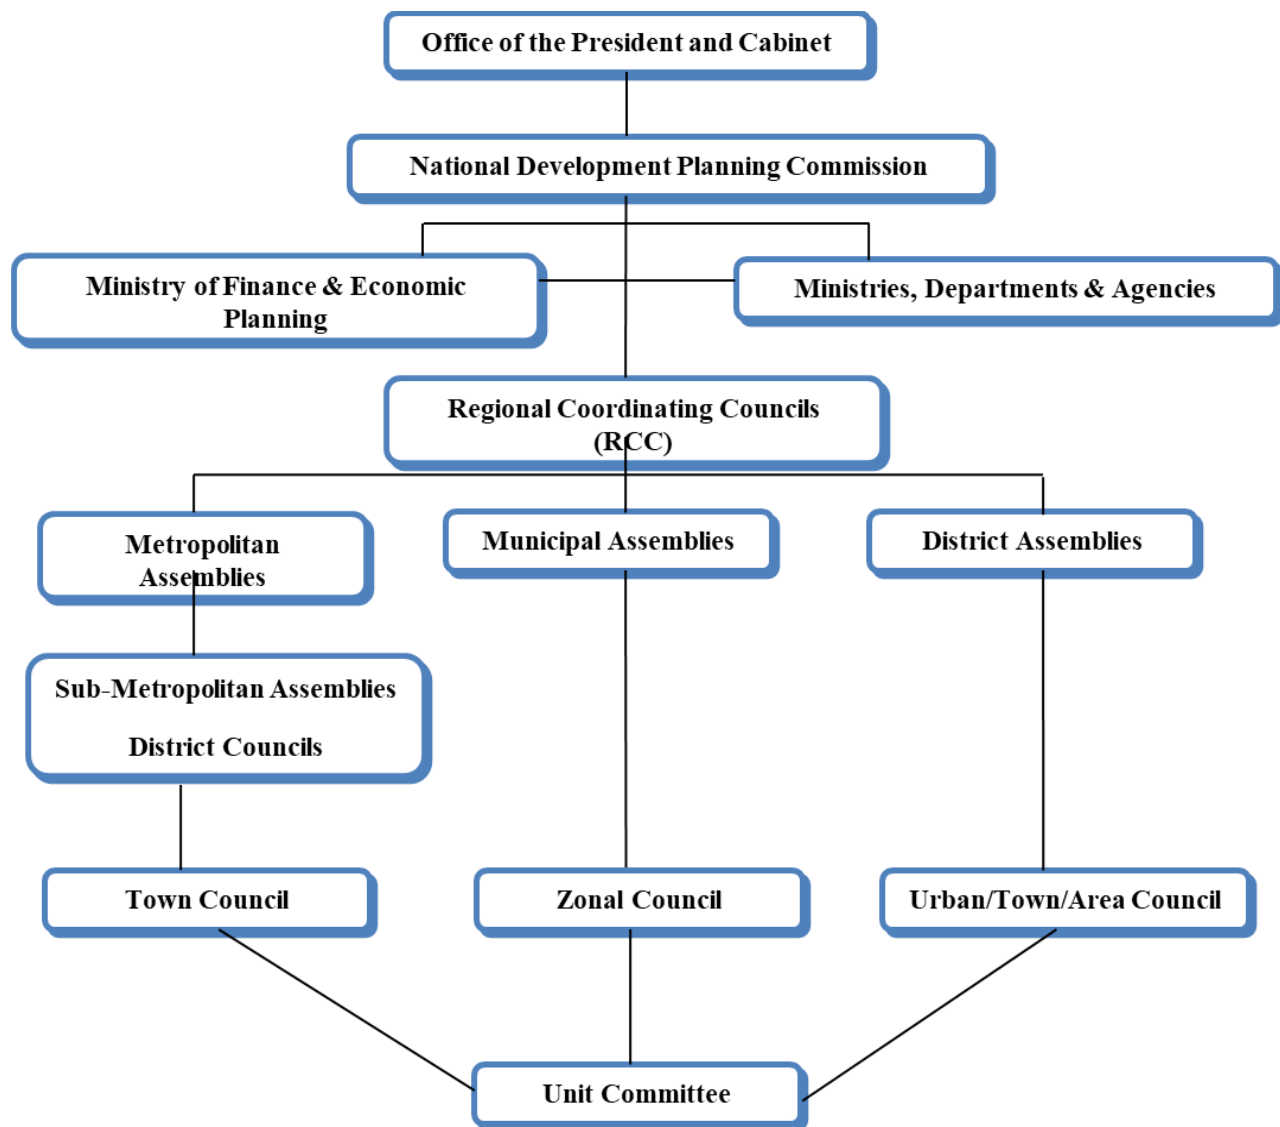 Office of the President and Cabinet
National Development Planning Commission
Ministry of Finance & Economic
Planning
Ministries, Departments & Agencies
Regional Coordinating Councils
(RCC)
Metropolitan
Assemblies
Municipal Assemblies
District Assemblies
Sub-Metropolitan Assemblies
District Councils
Town Council
Zonal Council
Urban/Town/Area Council
Unit Committee